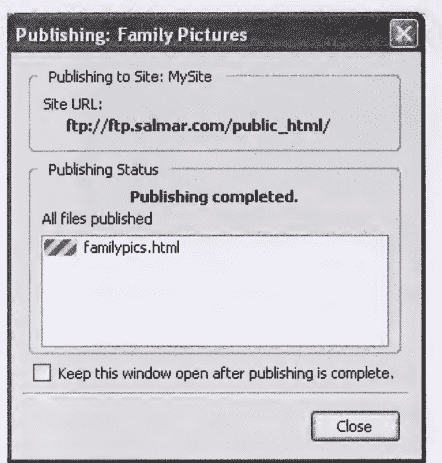 Publishing: Family Pictures
Publishing to Site: MySite
Site URL:
ftp://ftp.salmar.com/public_html/
Publishing Status
Publishing completed.
All files published
familypics.html
Keep this window open after publishing is complete.
Close